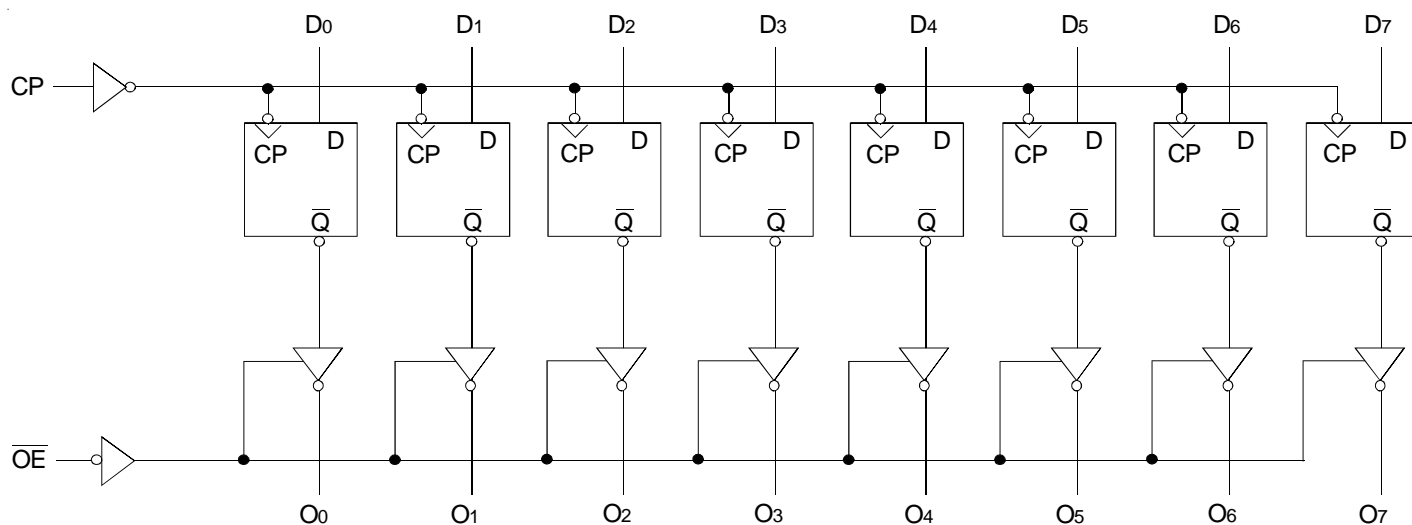 D0 D1 D2 D3 D4 D5 D6 D7
CP
CP D CP D CP D CP D CP D CP D CP D CP D
Q̅ Q̅ Q̅ Q̅ Q̅ Q̅ Q̅ Q̅
O̅E̅
O0 O1 O2 O3 O4 O5 O6 O7